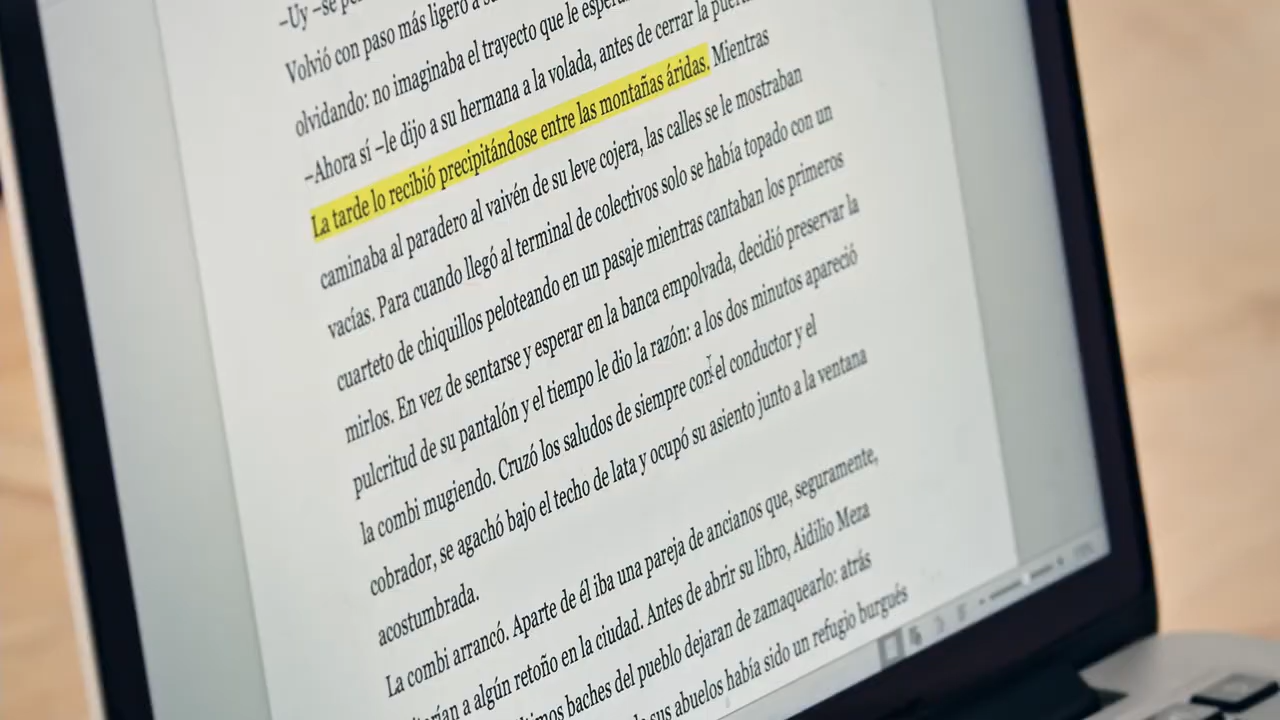 –Uy –se
Volvió con paso más ligero a
olvidando: no imaginaba el trayecto que le
–Ahora sí –le dijo a su hermana a la volada, antes de cerrar la
La tarde lo recibió precipitándose entre las montañas áridas. Mientras
caminaba al paradero al vaivén de su leve cojera, las calles se le mostraban
vacías. Para cuando llegó al terminal de colectivos solo se había topado con un
cuarteto de chiquillos peloteando en un pasaje mientras cantaban los primeros
mirlos. En vez de sentarse y esperar en la banca empolvada, decidió preservar la
pulcritud de su pantalón y el tiempo le dio la razón: a los dos minutos apareció
la combi mugiendo. Cruzó los saludos de siempre con el conductor y el
cobrador, se agachó bajo el techo de lata y ocupó su asiento junto a la ventana
acostumbrada.
La combi arrancó. Aparte de él iba una pareja de ancianos que, seguramente,
a algún retoño en la ciudad. Antes de abrir su libro, Aidilio Meza
baches del pueblo dejaran de zamaquearlo: atrás
sus abuelos había sido un refugio burgués